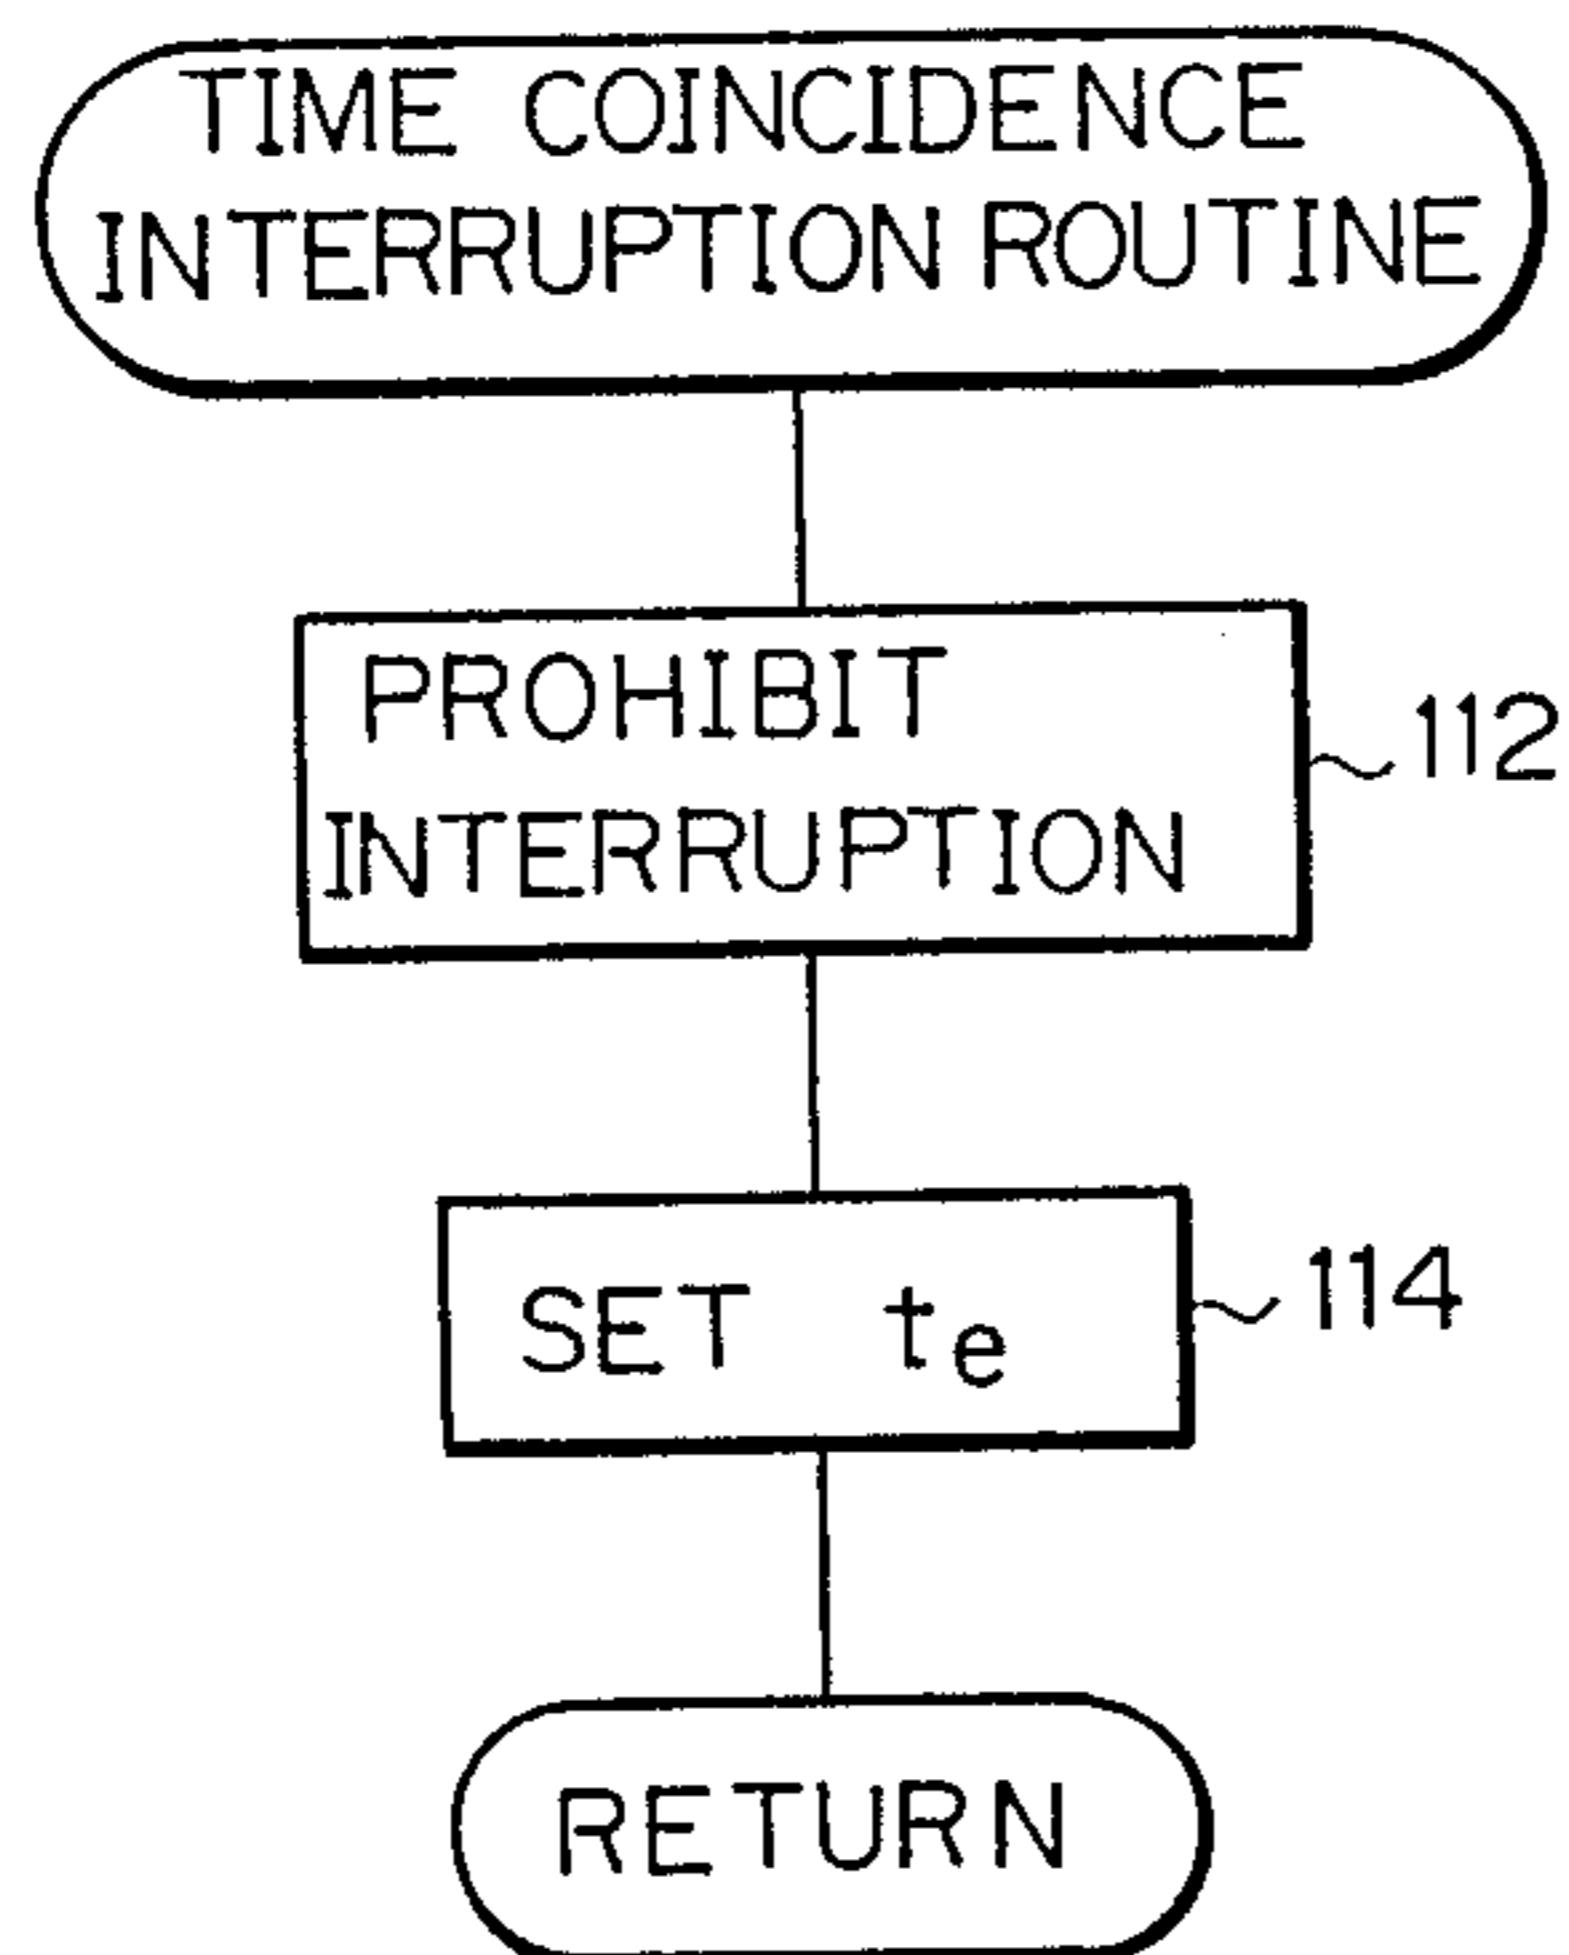 TIME COINCIDENCE
INTERRUPTION ROUTINE
PROHIBIT
INTERRUPTION
112
SET te
114
RETURN